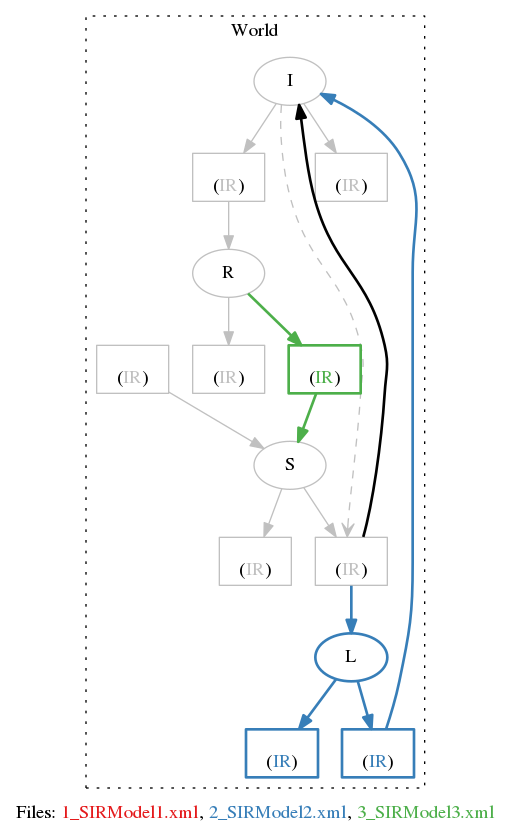 World
I
(IR) (IR)
R
(IR) (IR) (IR)
S
(IR) (IR)
L
(IR) (IR)
Files: 1_SIRModel1.xml, 2_SIRModel2.xml, 3_SIRModel3.xml